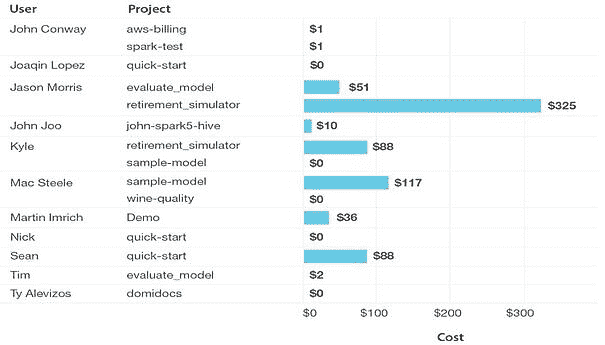 User Project
John Conway aws-billing $1
spark-test $1
Joaqin Lopez quick-start $0
Jason Morris evaluate_model $51
retirement_simulator $325
John Joo john-spark5-hive $10
Kyle retirement_simulator $88
sample-model $0
Mac Steele sample-model $117
wine-quality $0
Martin Imrich Demo $36
Nick quick-start $0
Sean quick-start $88
Tim evaluate_model $2
Ty Alevizos domidocs $0
$0 $100 $200 $300
Cost